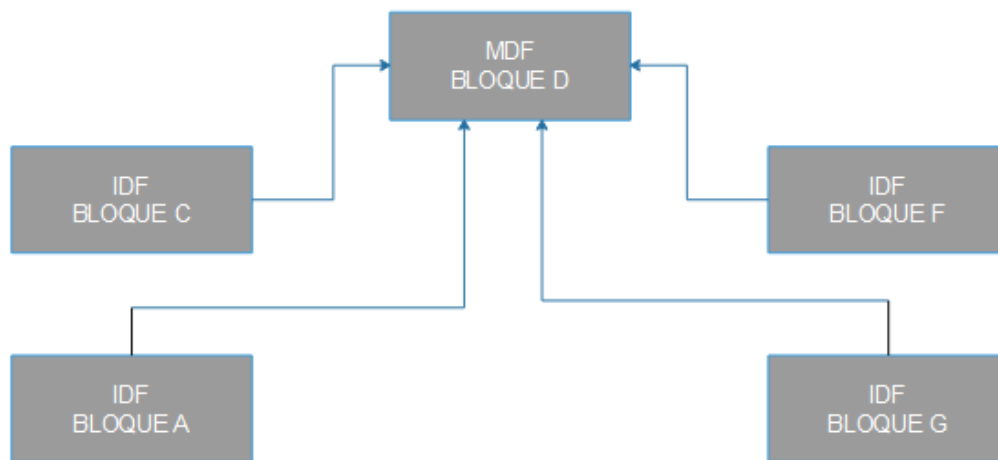 MDF
BLOQUE D
IDF
BLOQUE C
IDF
BLOQUE F
IDF
BLOQUE A
IDF
BLOQUE G